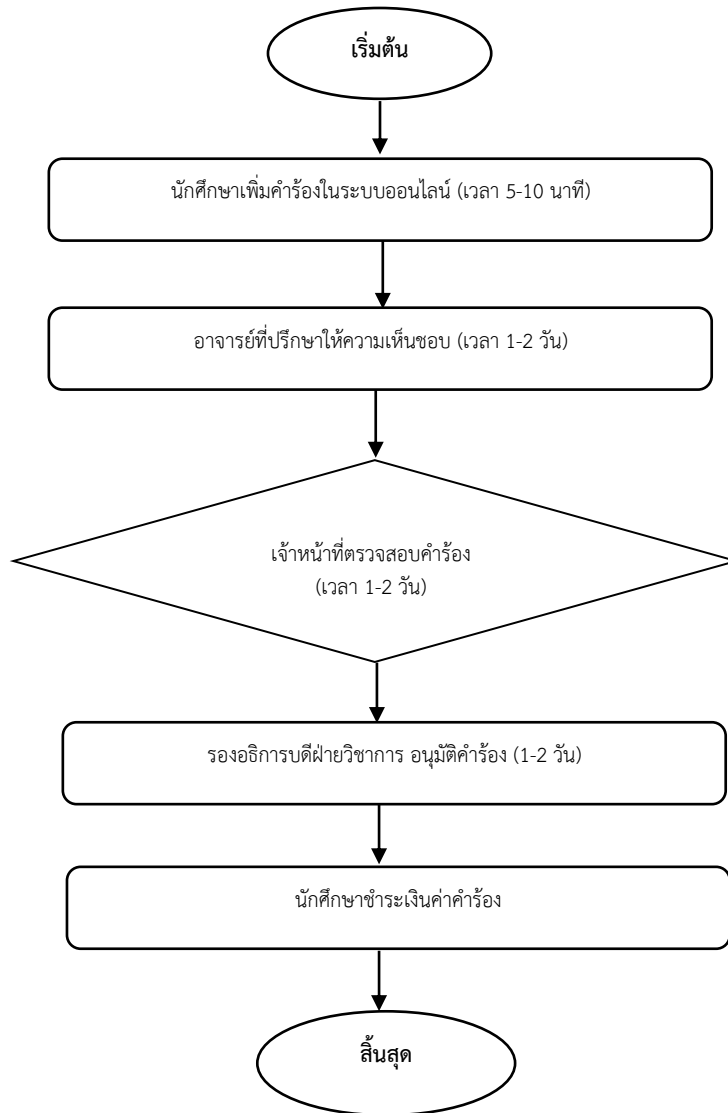 เริ่มต้น
นักศึกษาเพิ่มคำร้องในระบบออนไลน์ (เวลา 5-10 นาที)
อาจารย์ที่ปรึกษาให้ความเห็นชอบ (เวลา 1-2 วัน)
เจ้าหน้าที่ตรวจสอบคำร้อง
(เวลา 1-2 วัน)
รองอธิการบดีฝ่ายวิชาการ อนุมัติคำร้อง (1-2 วัน)
นักศึกษาชำระเงินค่าคำร้อง
สิ้นสุด